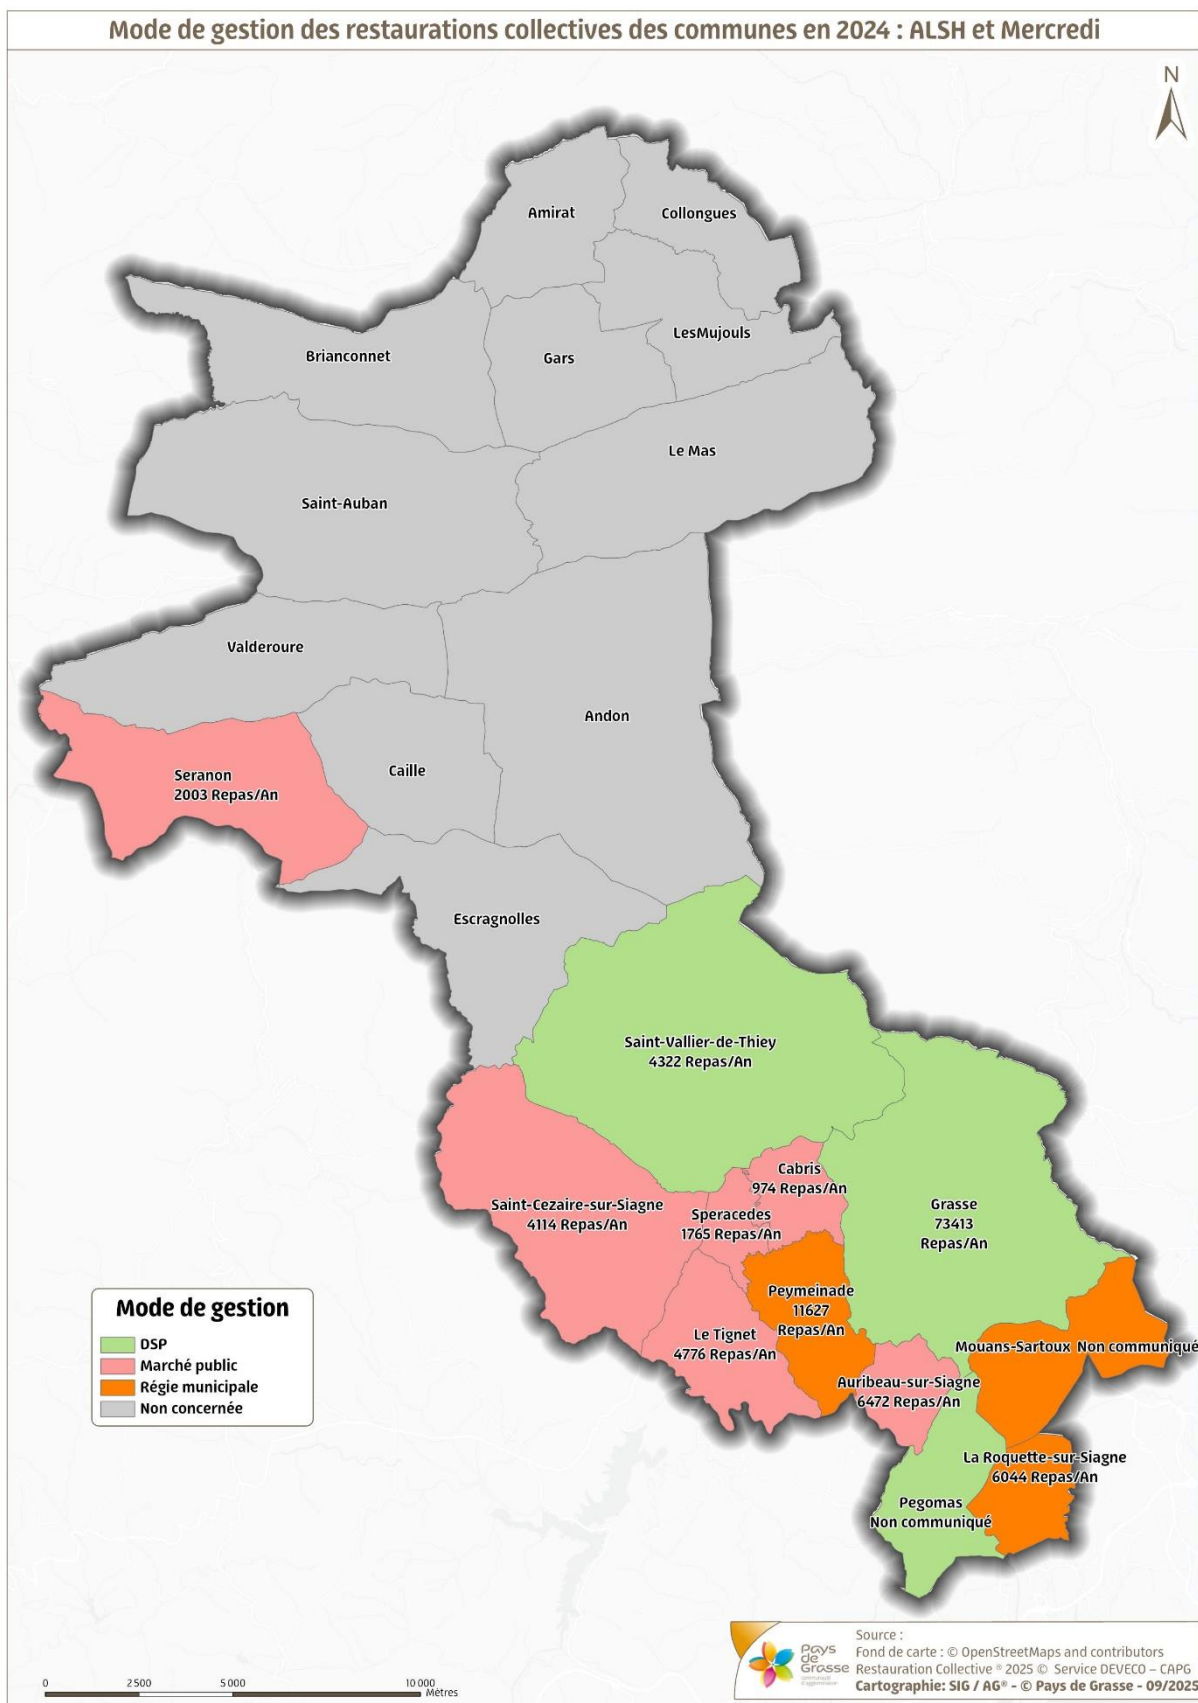 Mode de gestion des restaurations collectives des communes en 2024 : ALSH et Mercredi
N
Amirat
Collongues
LesMujouls
Brianconnet
Gars
Le Mas
Saint-Auban
Valderoure
Andon
Caille
Seranon
2003 Repas/An
Escragnolles
Saint-Vallier-de-Thiey
4322 Repas/An
Cabris
974 Repas/An
Saint-Cezaire-sur-Siagne
4114 Repas/An
Speracedes
1765 Repas/An
Grasse
73413
Repas/An
Peymeinade
11627
Repas/An
Le Tignet
4776 Repas/An
Mouans-Sartoux Non communiqué
Auribeau-sur-Siagne
6472 Repas/An
La Roquette-sur-Siagne
6044 Repas/An
Pegomas
Non communiqué
Mode de gestion
DSP
Marché public
Régie municipale
Non concernée
0 2 500 5 000 10 000
Mètres
Pays
de
Grasse
communauté
d'agglomération
Source :
Fond de carte : © OpenStreetMaps and contributors
Restauration Collective ® 2025 © Service DEVECO – CAPG
Cartographie: SIG / AG® - © Pays de Grasse - 09/2025